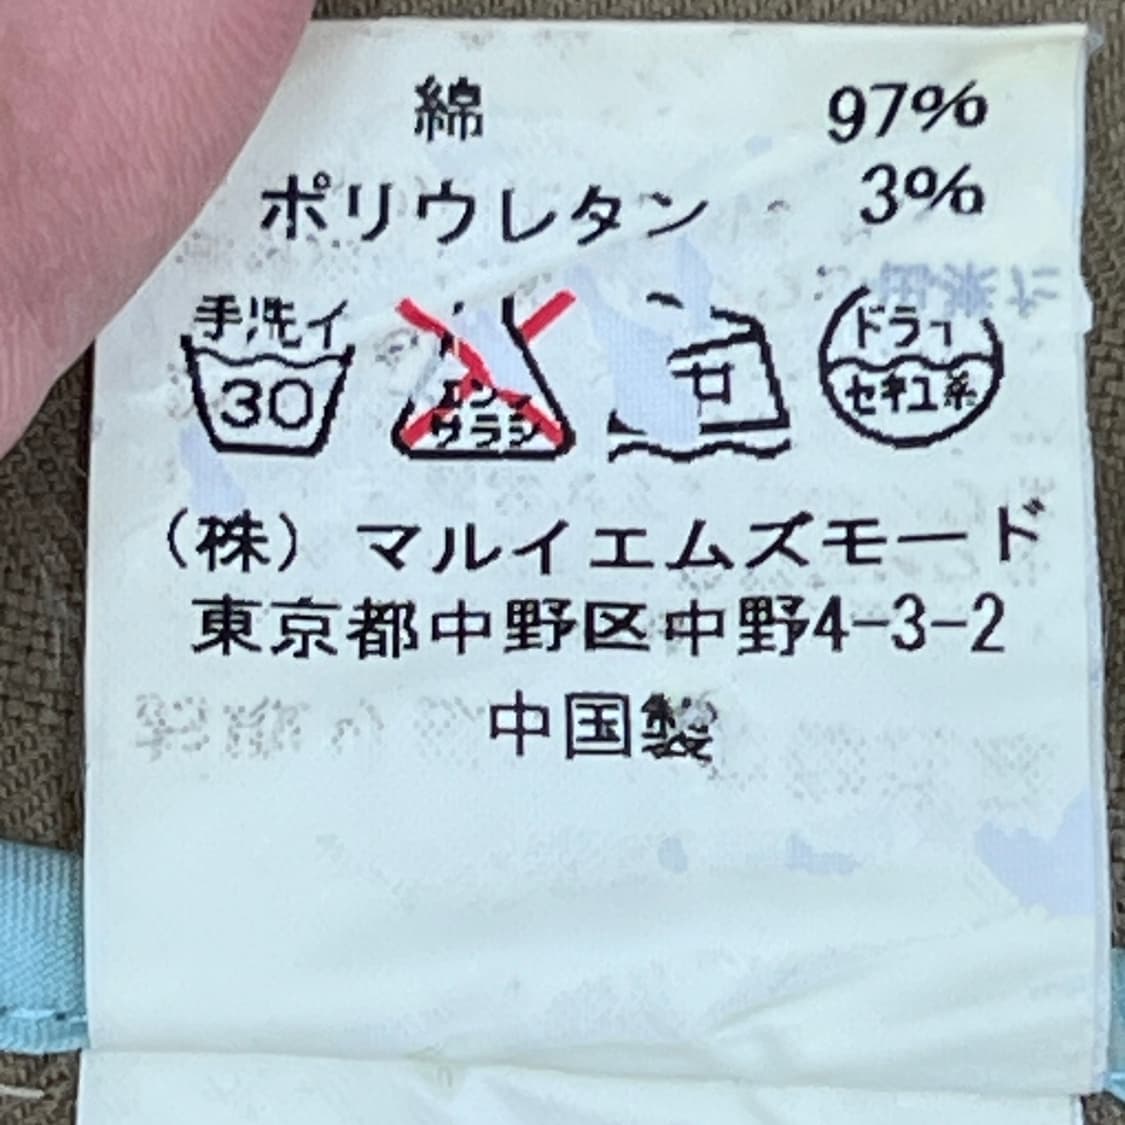 綿 97%
ポリウレタン 3%
手洗イ 30 エンソサラシ ドライ セキユ系
(株) マルイエムズモード
東京都中野区中野4-3-2
中国製